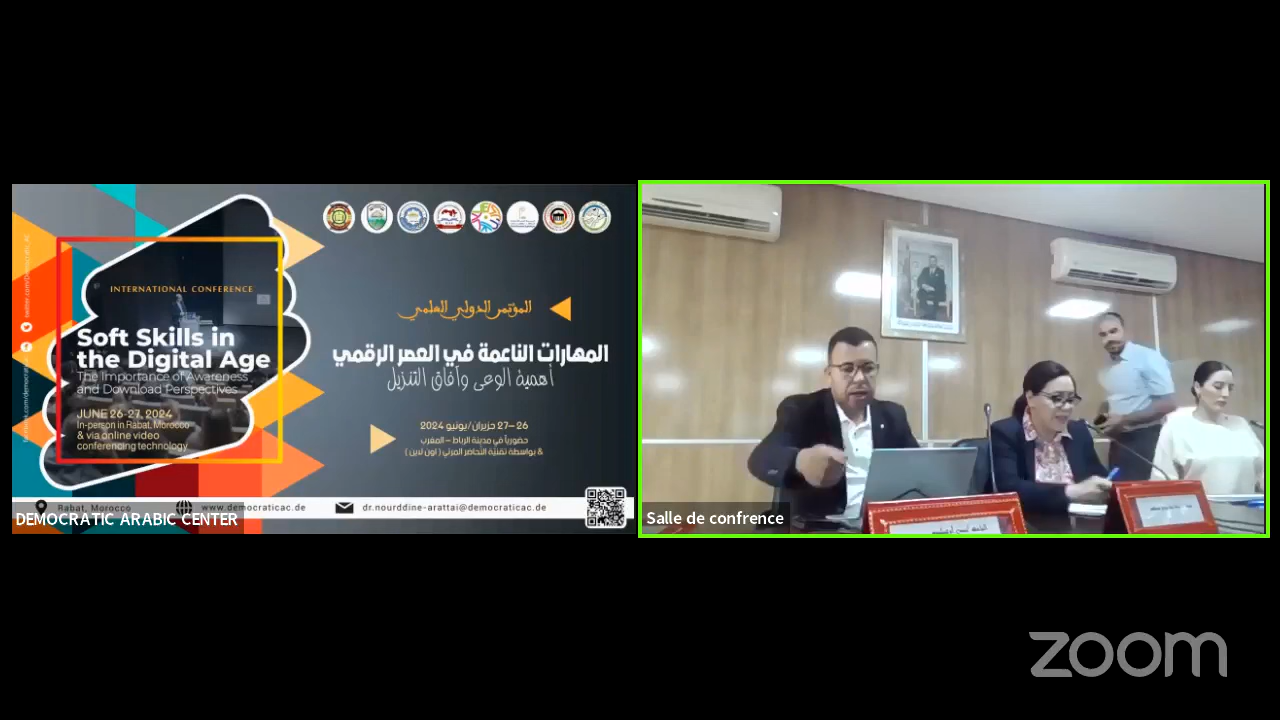 INTERNATIONAL CONFERENCE
Soft Skills in
the Digital Age
The Importance of Awareness
and Download Perspectives
JUNE 26-27, 2024
In-person in Rabat, Morocco
& via online video
conferencing technology
المؤتمر الدولي العلمي
المهارات الناعمة في العصر الرقمي
أهمية الوعي وآفاق التنزيل
26–27 حزيران/يونيو 2024
حضورياً في مدينة الرباط – المغرب
& بواسطة تقنيّة التّحاضر المرئي ( اون لاين )
Rabat, Morocco
www.democraticac.de
dr.nourddine-arattai@democraticac.de
DEMOCRATIC ARABIC CENTER
Salle de confrence
zoom